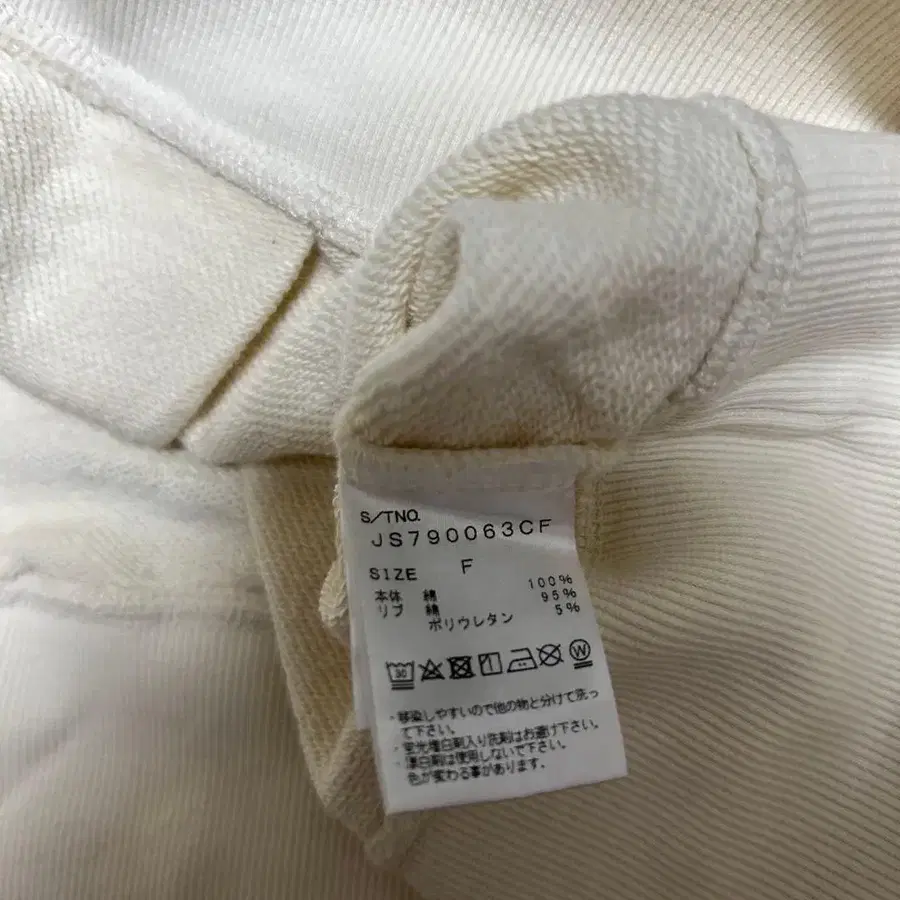 S/TNO.
JS790063CF
SIZE F
本体 綿 100%
リブ 綿 95%
ポリウレタン 5%
30 W
・移染しやすいので他の物と分けて洗っ
て下さい。
・蛍光増白剤入り洗剤はお避け下さい。
・漂白剤は使用しないで下さい。
色が変わる事があります。